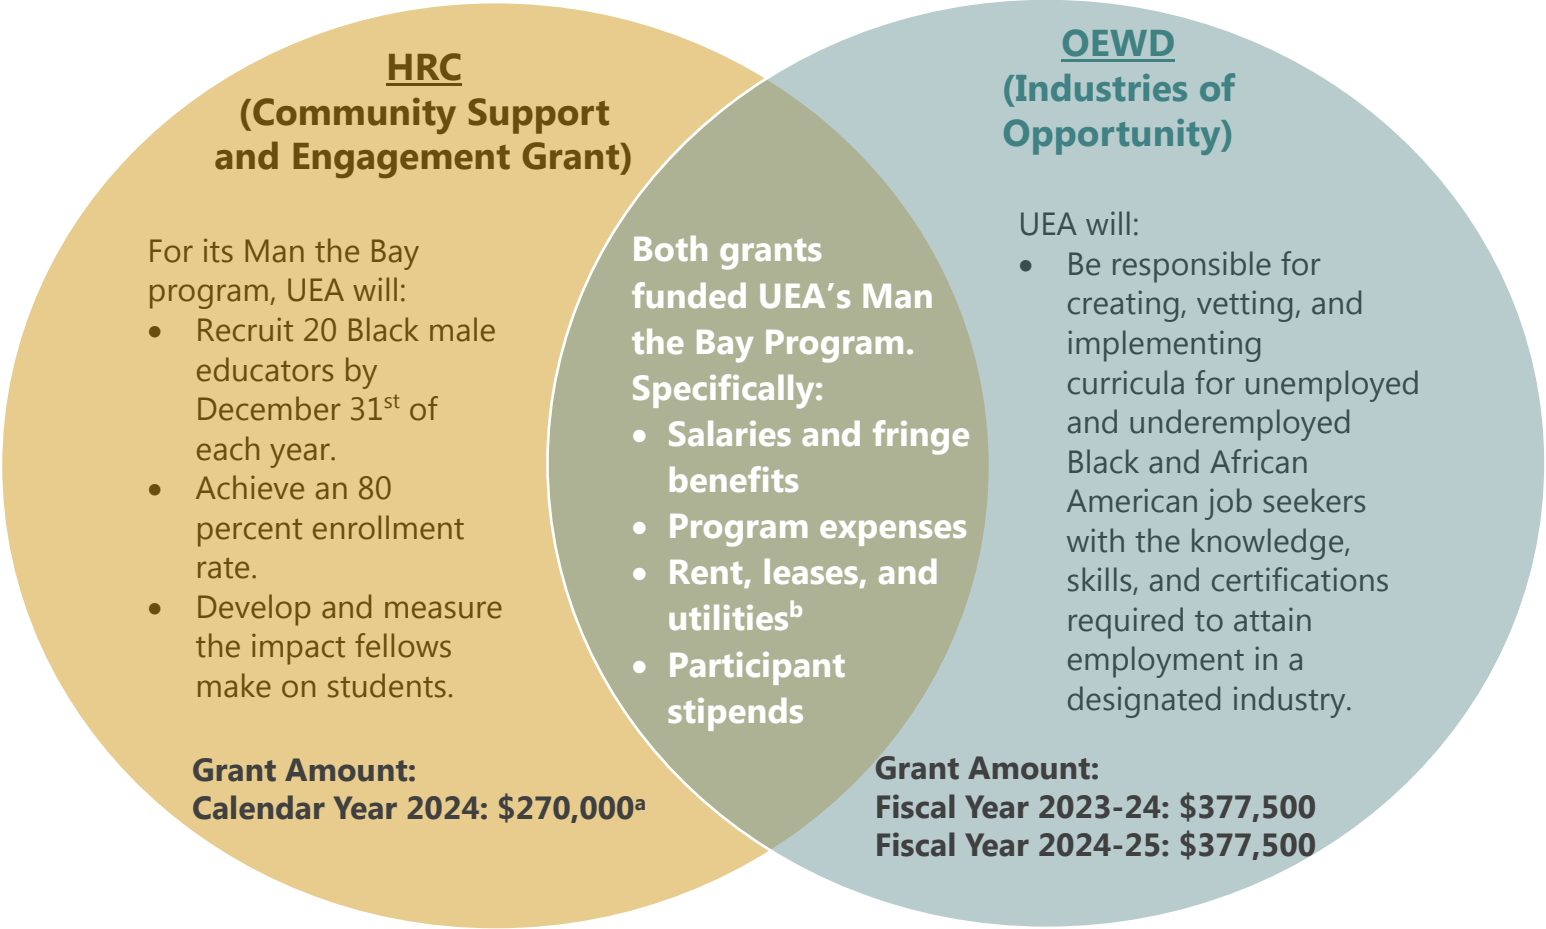 HRC
(Community Support
and Engagement Grant)
For its Man the Bay
program, UEA will:
• Recruit 20 Black male
educators by
December 31st of
each year.
• Achieve an 80
percent enrollment
rate.
• Develop and measure
the impact fellows
make on students.
Grant Amount:
Calendar Year 2024: $270,000a
Both grants
funded UEA’s Man
the Bay Program.
Specifically:
• Salaries and fringe
benefits
• Program expenses
• Rent, leases, and
utilitiesb
• Participant
stipends
OEWD
(Industries of
Opportunity)
UEA will:
• Be responsible for
creating, vetting, and
implementing
curricula for unemployed
and underemployed
Black and African
American job seekers
with the knowledge,
skills, and certifications
required to attain
employment in a
designated industry.
Grant Amount:
Fiscal Year 2023-24: $377,500
Fiscal Year 2024-25: $377,500